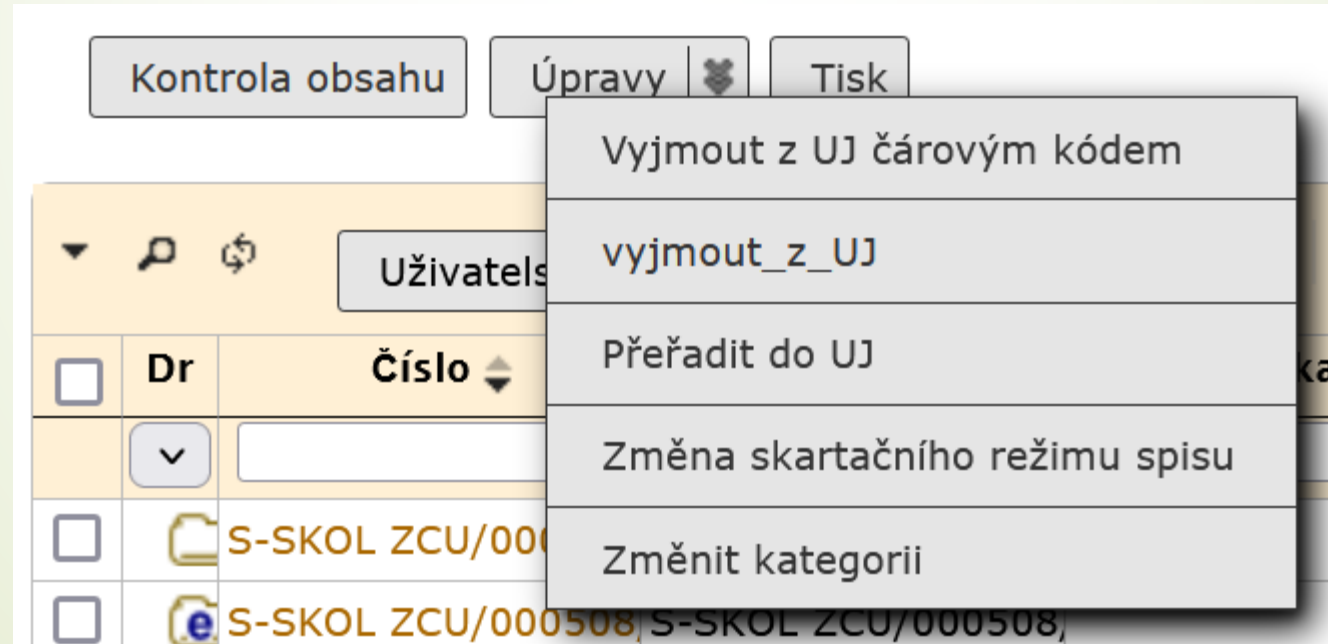 Kontrola obsahu Úpravy Tisk
Vyjmout z UJ čárovým kódem
vyjmout_z_UJ
Uživatels
Přeřadit do UJ
Dr Číslo ka
Změna skartačního režimu spisu
S-SKOL ZCU/000
Změnit kategorii
S-SKOL ZCU/000508, S-SKOL ZCU/000508,